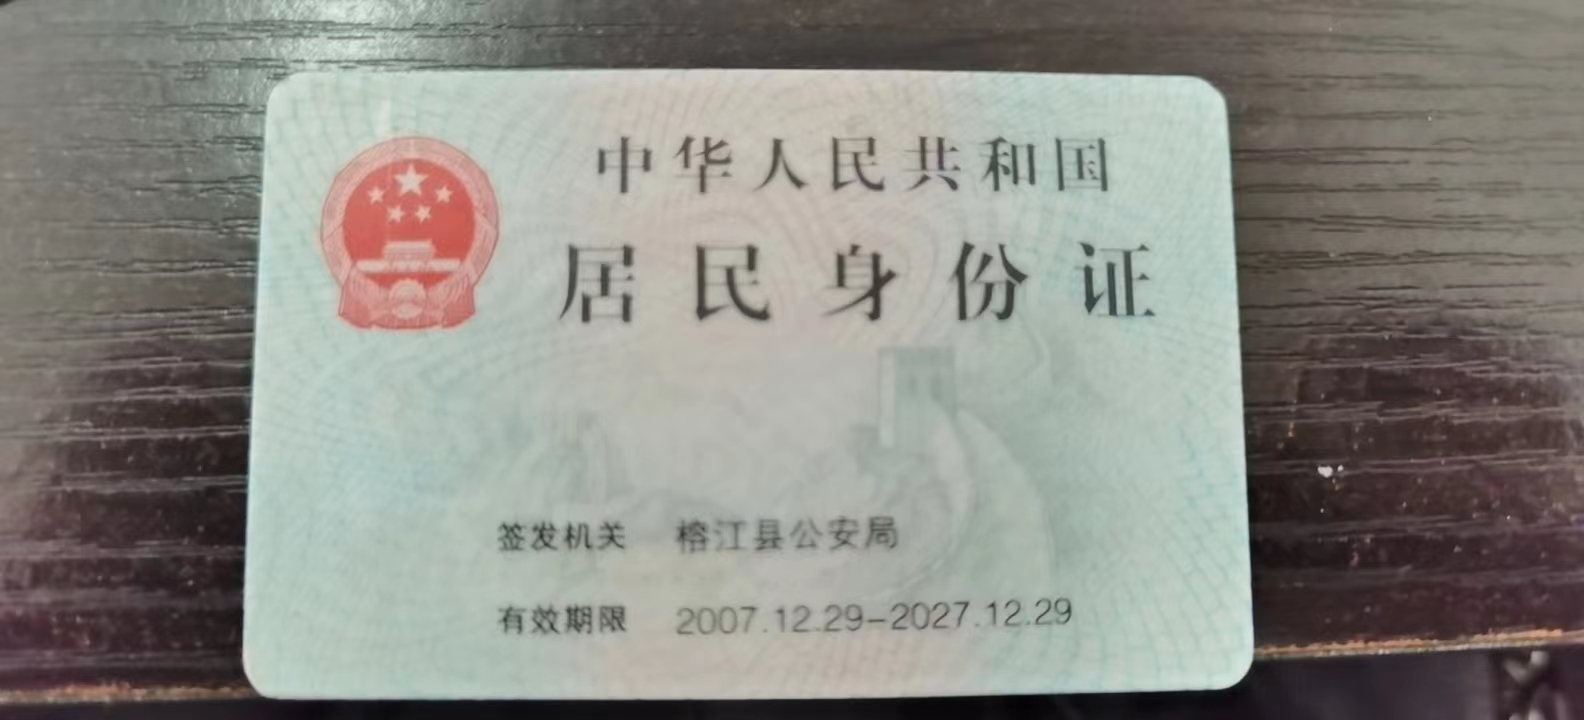 中华人民共和国
居民身份证
签发机关 榕江县公安局
有效期限 2007.12.29-2027.12.29